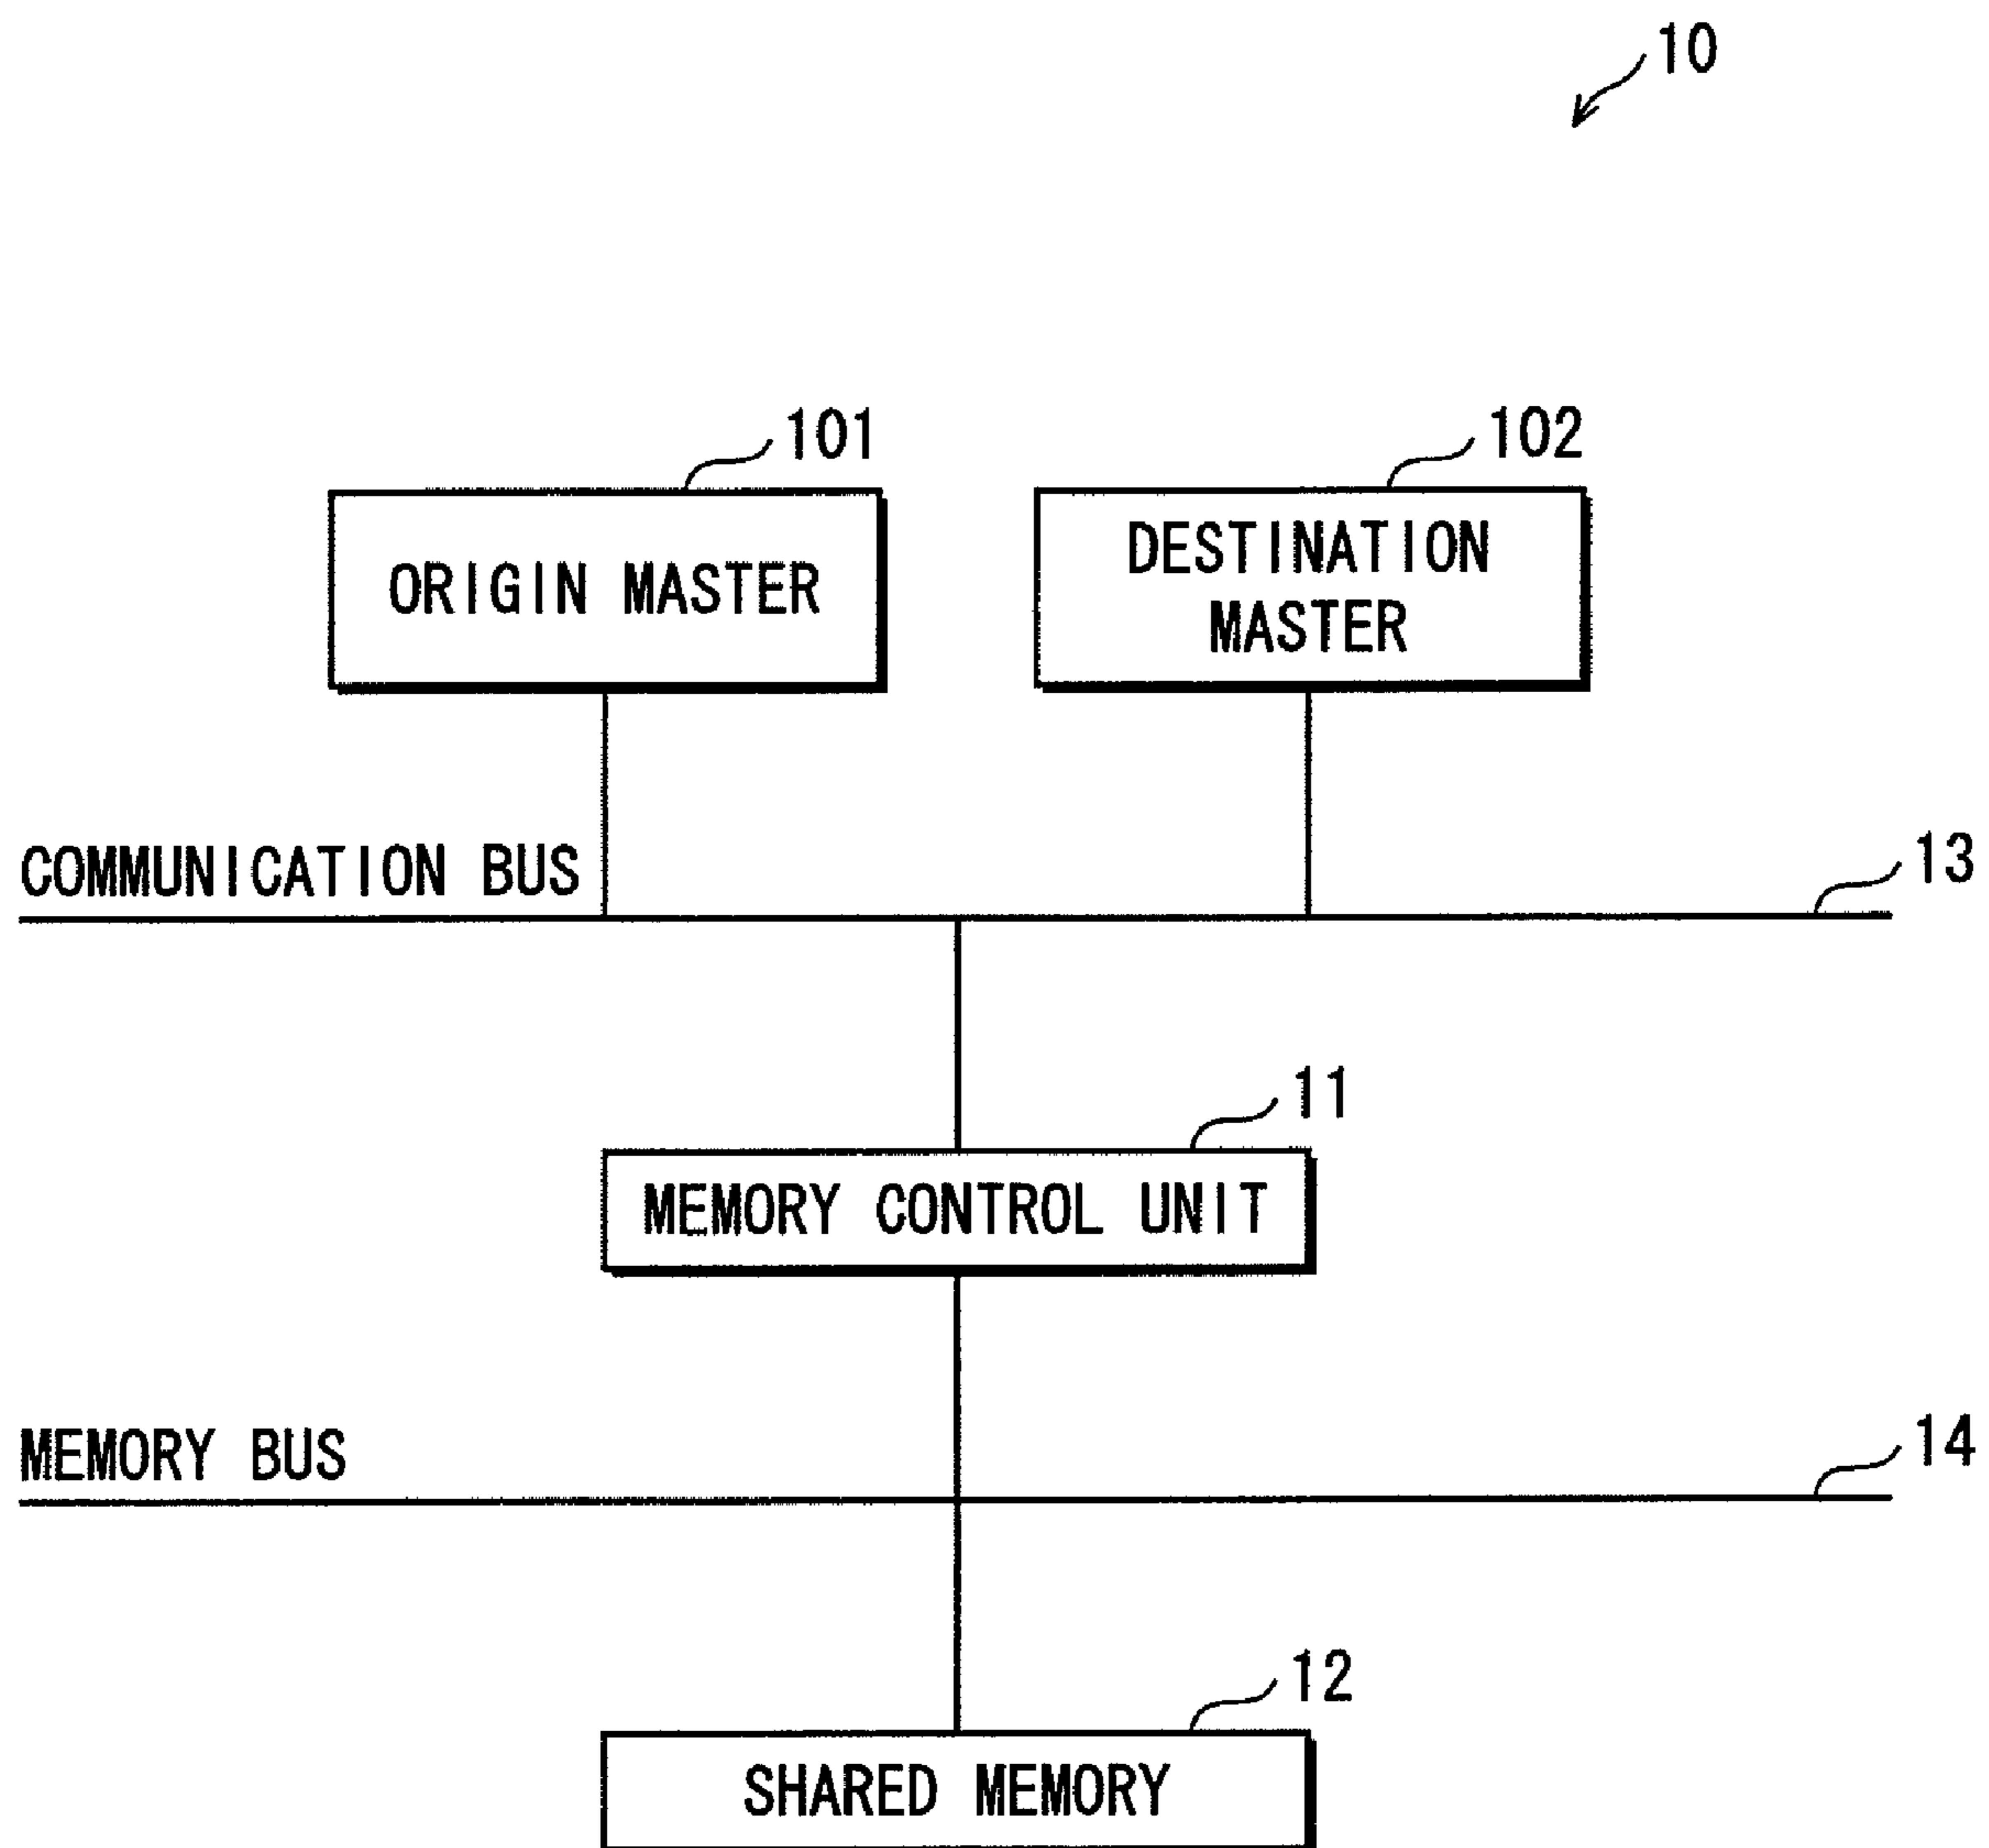 10
101
102
ORIGIN MASTER
DESTINATION
MASTER
COMMUNICATION BUS
13
11
MEMORY CONTROL UNIT
MEMORY BUS
14
12
SHARED MEMORY